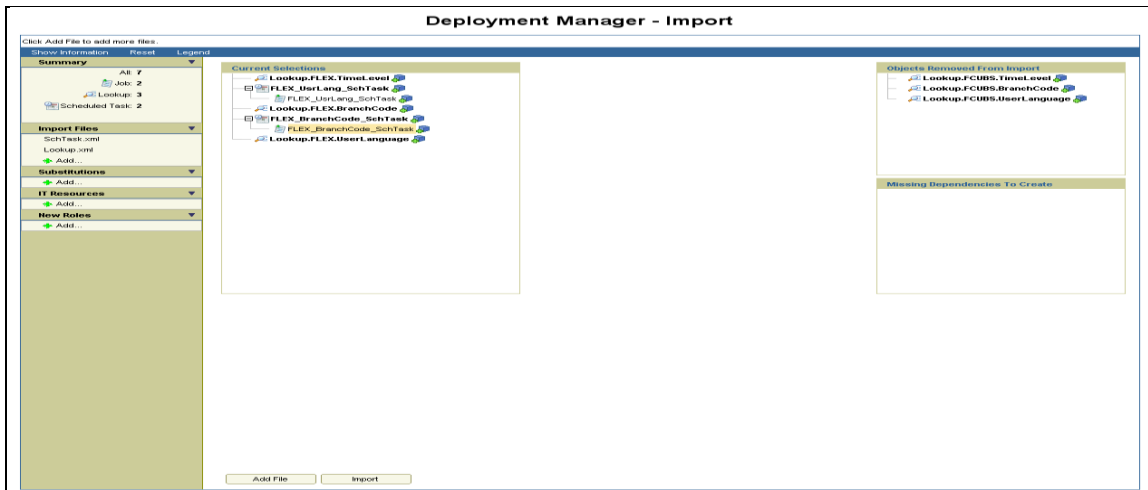 Deployment Manager - Import
Click Add File to add more files.
Show Information Reset Legend
Summary
All: 7
Job: 2
Lookup: 3
Scheduled Task: 2
Import Files
SchTask.xml
Lookup.xml
Add...
Substitutions
Add...
IT Resources
Add...
New Roles
Add...
Current Selections
Lookup.FLEX.TimeLevel
FLEX_UsrLang_SchTask
FLEX_UsrLang_SchTask
Lookup.FLEX.BranchCode
FLEX_BranchCode_SchTask
FLEX_BranchCode_SchTask
Lookup.FLEX.UserLanguage
Objects Removed From Import
Lookup.FCUBS.TimeLevel
Lookup.FCUBS.BranchCode
Lookup.FCUBS.UserLanguage
Missing Dependencies To Create
Add File Import